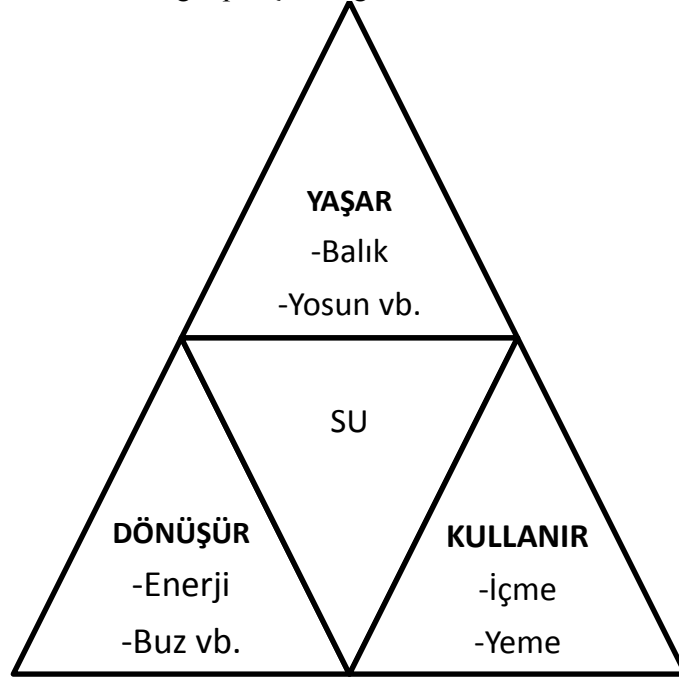 YAŞAR
-Balık
-Yosun vb.
SU
DÖNÜŞÜR
-Enerji
-Buz vb.
KULLANIR
-İçme
-Yeme